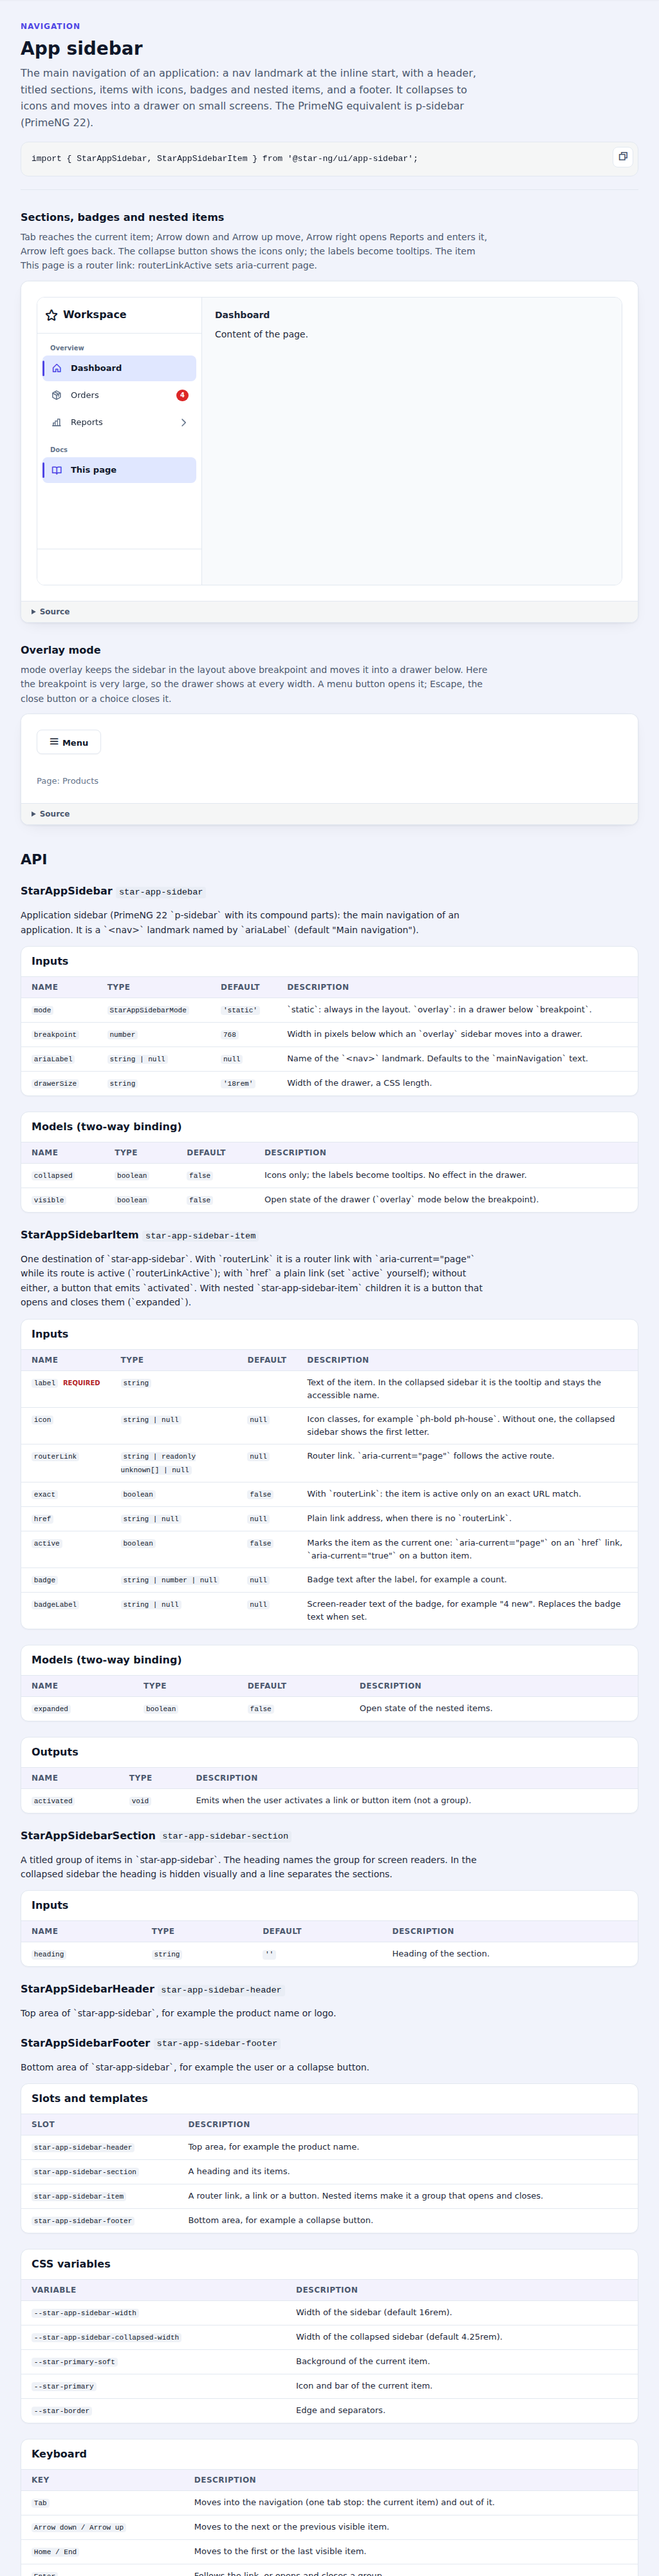 NAVIGATION
App sidebar
The main navigation of an application: a nav landmark at the inline start, with a header,
titled sections, items with icons, badges and nested items, and a footer. It collapses to
icons and moves into a drawer on small screens. The PrimeNG equivalent is p-sidebar
(PrimeNG 22).
import { StarAppSidebar, StarAppSidebarItem } from '@star-ng/ui/app-sidebar';
Sections, badges and nested items
Tab reaches the current item; Arrow down and Arrow up move, Arrow right opens Reports and enters it,
Arrow left goes back. The collapse button shows the icons only; the labels become tooltips. The item
This page is a router link: routerLinkActive sets aria-current page.
Workspace
Overview
Dashboard
Orders 4
Reports
Docs
This page
Dashboard
Content of the page.
Source
Overlay mode
mode overlay keeps the sidebar in the layout above breakpoint and moves it into a drawer below. Here
the breakpoint is very large, so the drawer shows at every width. A menu button opens it; Escape, the
close button or a choice closes it.
Menu
Page: Products
Source
API
StarAppSidebar star-app-sidebar
Application sidebar (PrimeNG 22 `p-sidebar` with its compound parts): the main navigation of an
application. It is a `<nav>` landmark named by `ariaLabel` (default "Main navigation").
Inputs
NAME TYPE DEFAULT DESCRIPTION
mode StarAppSidebarMode 'static' `static`: always in the layout. `overlay`: in a drawer below `breakpoint`.
breakpoint number 768 Width in pixels below which an `overlay` sidebar moves into a drawer.
ariaLabel string | null null Name of the `<nav>` landmark. Defaults to the `mainNavigation` text.
drawerSize string '18rem' Width of the drawer, a CSS length.
Models (two-way binding)
NAME TYPE DEFAULT DESCRIPTION
collapsed boolean false Icons only; the labels become tooltips. No effect in the drawer.
visible boolean false Open state of the drawer (`overlay` mode below the breakpoint).
StarAppSidebarItem star-app-sidebar-item
One destination of `star-app-sidebar`. With `routerLink` it is a router link with `aria-current="page"`
while its route is active (`routerLinkActive`); with `href` a plain link (set `active` yourself); without
either, a button that emits `activated`. With nested `star-app-sidebar-item` children it is a button that
opens and closes them (`expanded`).
Inputs
NAME TYPE DEFAULT DESCRIPTION
label REQUIRED string Text of the item. In the collapsed sidebar it is the tooltip and stays the
accessible name.
icon string | null null Icon classes, for example `ph-bold ph-house`. Without one, the collapsed
sidebar shows the first letter.
routerLink string | readonly null Router link. `aria-current="page"` follows the active route.
unknown[] | null
exact boolean false With `routerLink`: the item is active only on an exact URL match.
href string | null null Plain link address, when there is no `routerLink`.
active boolean false Marks the item as the current one: `aria-current="page"` on an `href` link,
`aria-current="true"` on a button item.
badge string | number | null null Badge text after the label, for example a count.
badgeLabel string | null null Screen-reader text of the badge, for example "4 new". Replaces the badge
text when set.
Models (two-way binding)
NAME TYPE DEFAULT DESCRIPTION
expanded boolean false Open state of the nested items.
Outputs
NAME TYPE DESCRIPTION
activated void Emits when the user activates a link or button item (not a group).
StarAppSidebarSection star-app-sidebar-section
A titled group of items in `star-app-sidebar`. The heading names the group for screen readers. In the
collapsed sidebar the heading is hidden visually and a line separates the sections.
Inputs
NAME TYPE DEFAULT DESCRIPTION
heading string '' Heading of the section.
StarAppSidebarHeader star-app-sidebar-header
Top area of `star-app-sidebar`, for example the product name or logo.
StarAppSidebarFooter star-app-sidebar-footer
Bottom area of `star-app-sidebar`, for example the user or a collapse button.
Slots and templates
SLOT DESCRIPTION
star-app-sidebar-header Top area, for example the product name.
star-app-sidebar-section A heading and its items.
star-app-sidebar-item A router link, a link or a button. Nested items make it a group that opens and closes.
star-app-sidebar-footer Bottom area, for example a collapse button.
CSS variables
VARIABLE DESCRIPTION
--star-app-sidebar-width Width of the sidebar (default 16rem).
--star-app-sidebar-collapsed-width Width of the collapsed sidebar (default 4.25rem).
--star-primary-soft Background of the current item.
--star-primary Icon and bar of the current item.
--star-border Edge and separators.
Keyboard
KEY DESCRIPTION
Tab Moves into the navigation (one tab stop: the current item) and out of it.
Arrow down / Arrow up Moves to the next or the previous visible item.
Home / End Moves to the first or the last visible item.
Enter Follows the link, or opens and closes a group.